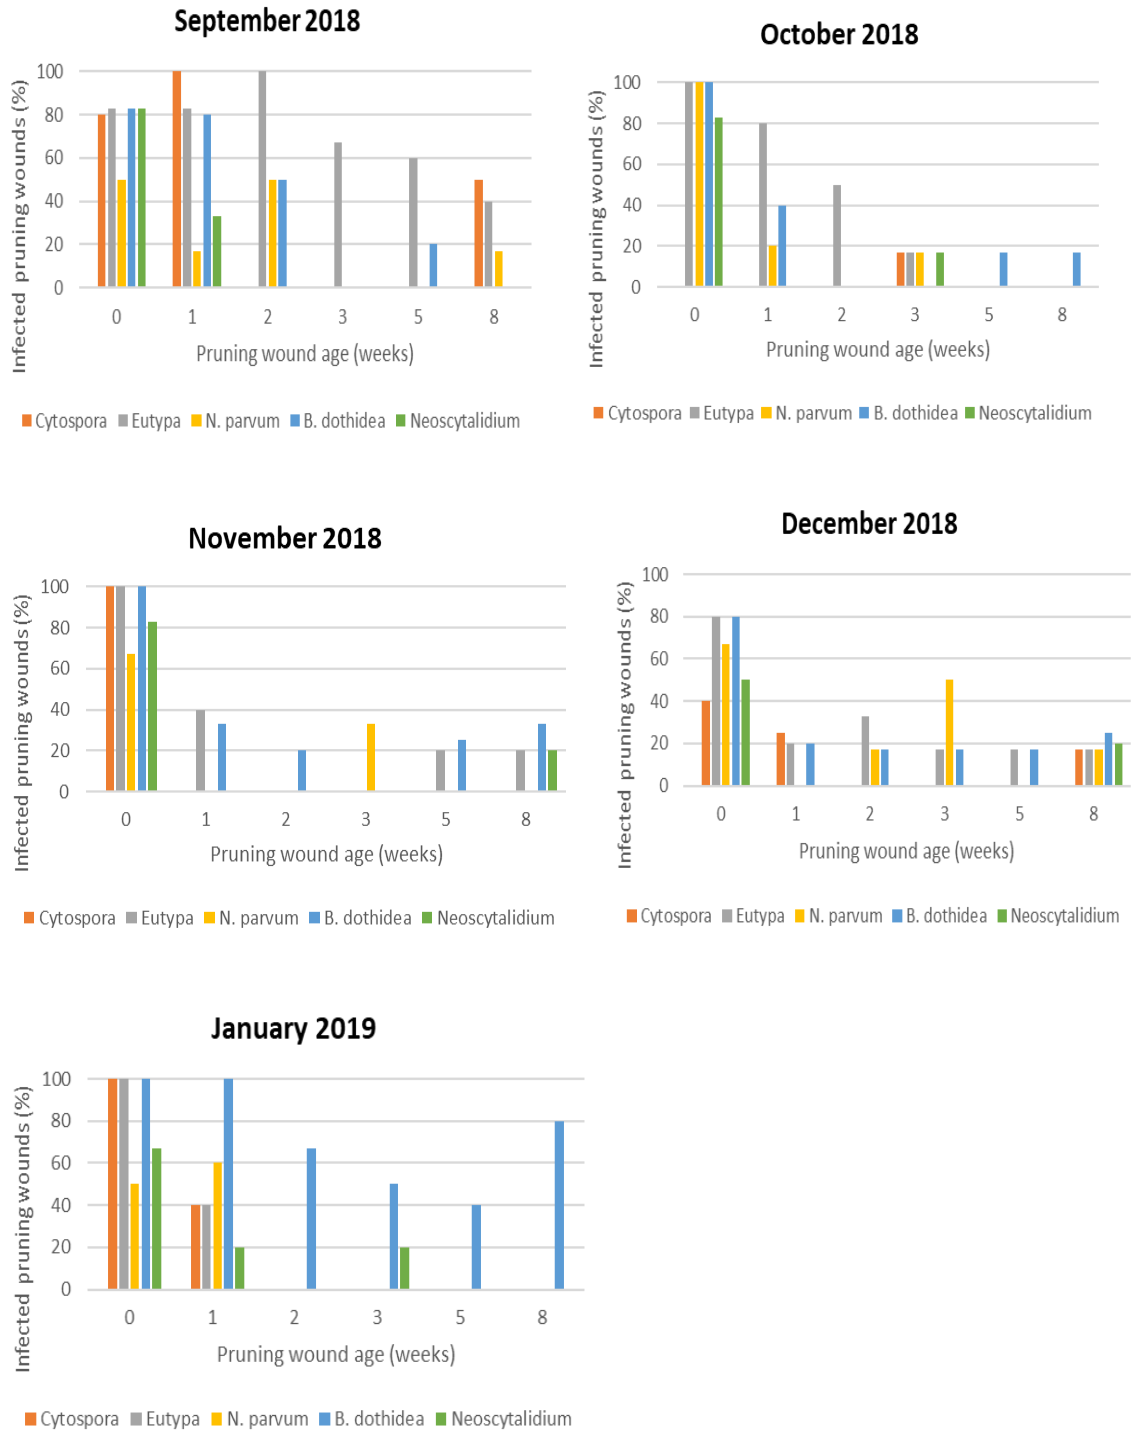 September 2018
Infected pruning wounds (%)
100
80
60
40
20
0
0 1 2 3 5 8
Pruning wound age (weeks)
Cytospora Eutypa N. parvum B. dothidea Neoscytalidium
October 2018
Infected pruning wounds (%)
100
80
60
40
20
0
0 1 2 3 5 8
Pruning wound age (weeks)
Cytospora Eutypa N. parvum B. dothidea Neoscytalidium
November 2018
Infected pruning wounds (%)
100
80
60
40
20
0
0 1 2 3 5 8
Pruning wound age (weeks)
Cytospora Eutypa N. parvum B. dothidea Neoscytalidium
December 2018
Infected pruning wounds (%)
100
80
60
40
20
0
0 1 2 3 5 8
Pruning wound age (weeks)
Cytospora Eutypa N. parvum B. dothidea Neoscytalidium
January 2019
Infected pruning wounds (%)
100
80
60
40
20
0
0 1 2 3 5 8
Pruning wound age (weeks)
Cytospora Eutypa N. parvum B. dothidea Neoscytalidium